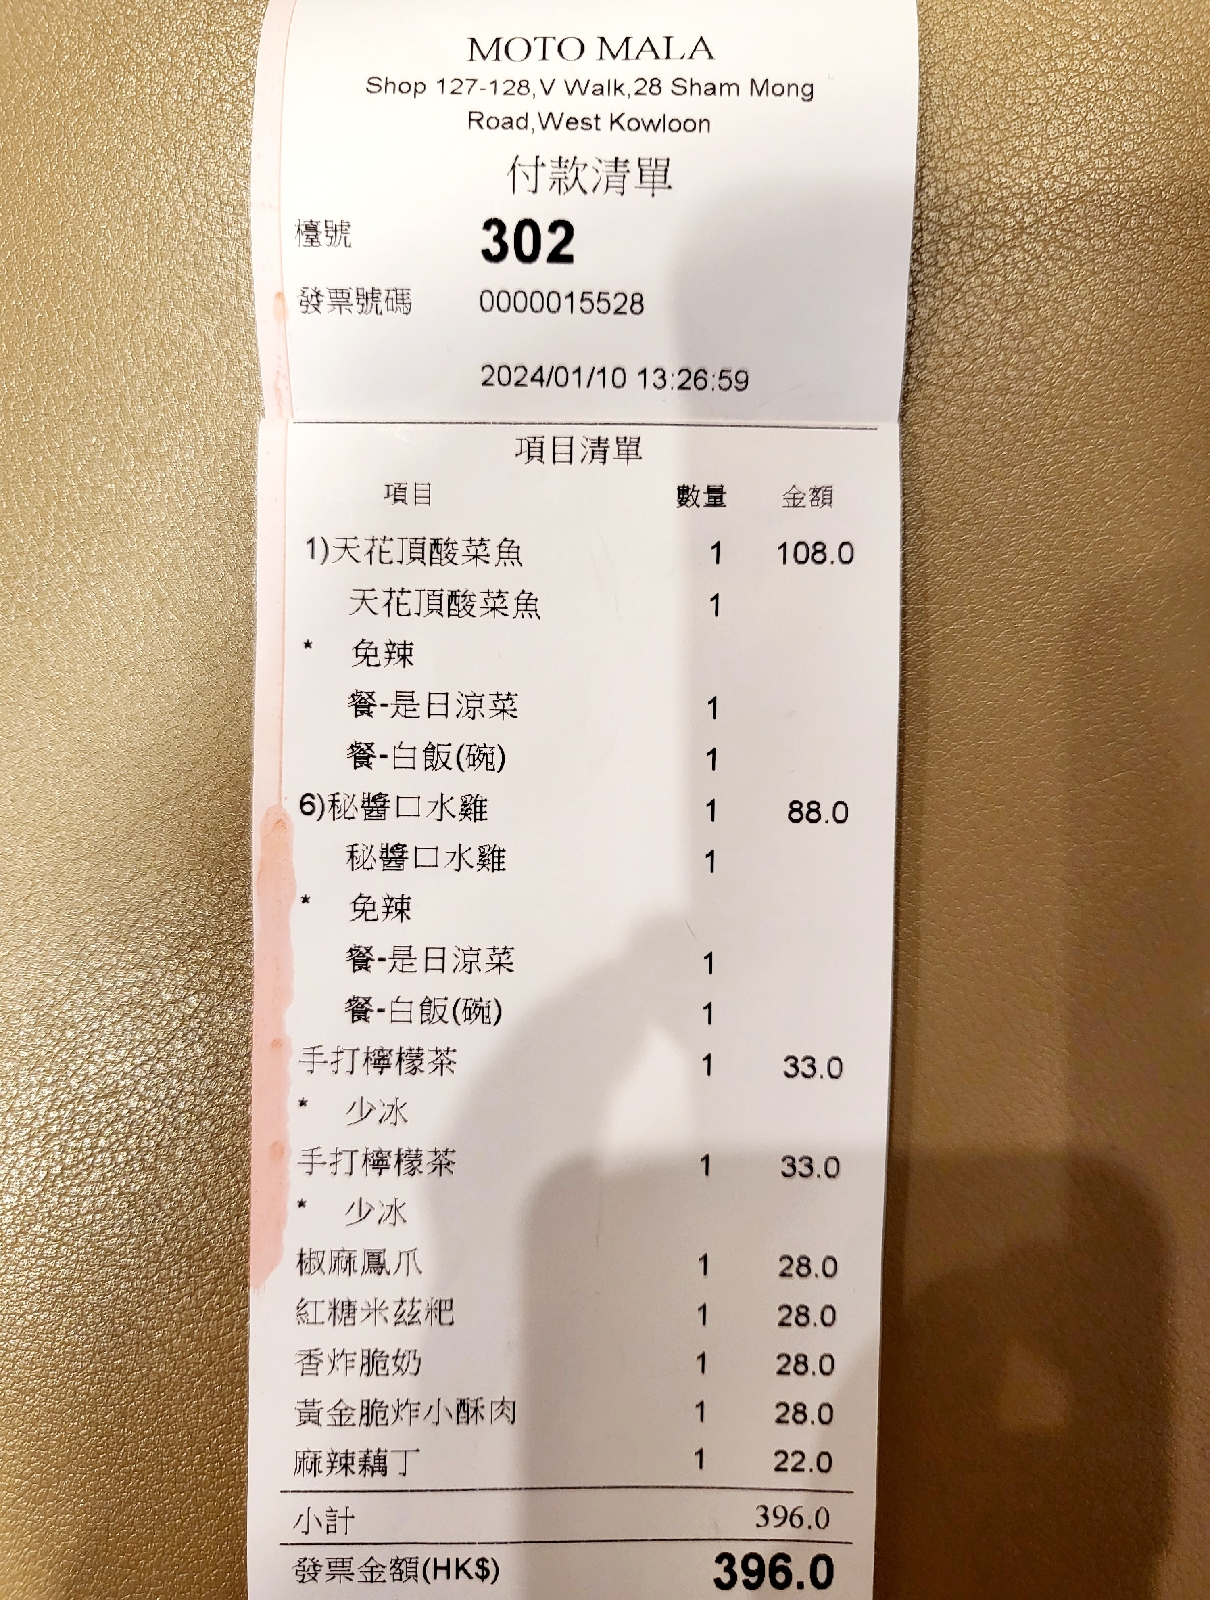 MOTO MALA
Shop 127-128,V Walk,28 Sham Mong
Road,West Kowloon
付款清單
檯號 302
發票號碼 0000015528
2024/01/10 13:26:59
項目清單
項目 數量 金額
1)天花頂酸菜魚 1 108.0
天花頂酸菜魚 1
* 免辣
餐-是日涼菜 1
餐-白飯(碗) 1
6)秘醬口水雞 1 88.0
秘醬口水雞 1
* 免辣
餐-是日涼菜 1
餐-白飯(碗) 1
手打檸檬茶 1 33.0
* 少冰
手打檸檬茶 1 33.0
* 少冰
椒麻鳳爪 1 28.0
紅糖米茲粑 1 28.0
香炸脆奶 1 28.0
黃金脆炸小酥肉 1 28.0
麻辣藕丁 1 22.0
小計 396.0
發票金額(HK$) 396.0